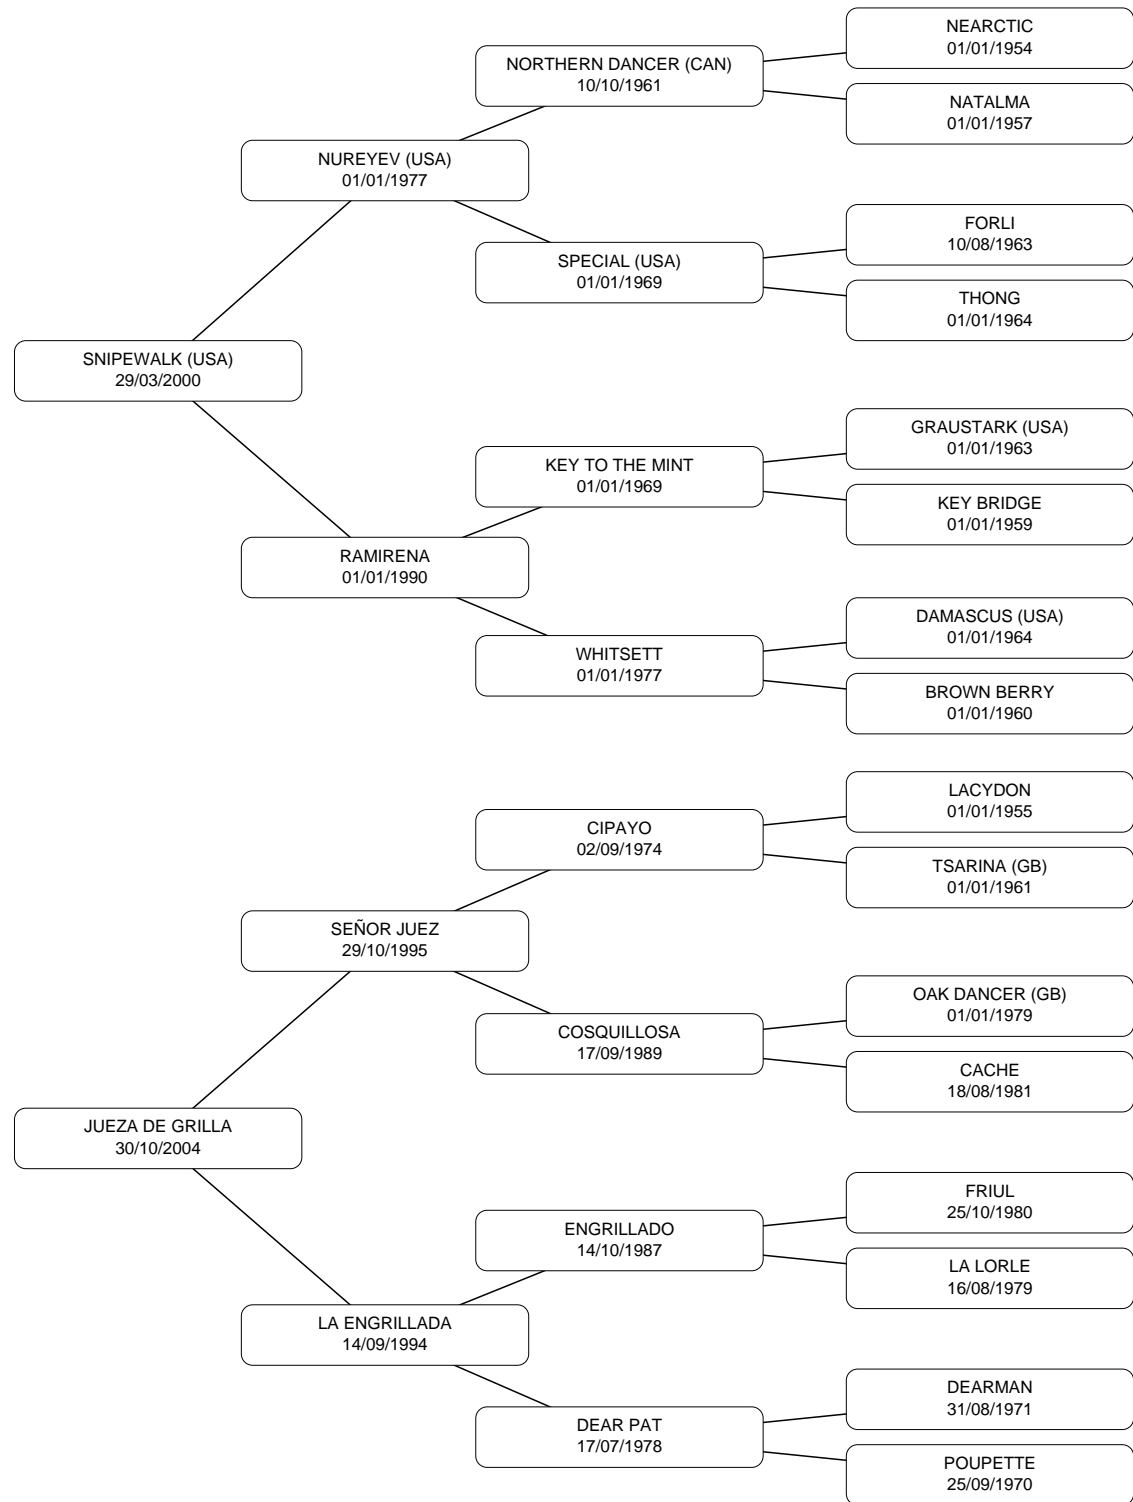 NEARCTIC
01/01/1954
NORTHERN DANCER (CAN)
10/10/1961
NATALMA
01/01/1957
NUREYEV (USA)
01/01/1977
FORLI
10/08/1963
SPECIAL (USA)
01/01/1969
THONG
01/01/1964
SNIPEWALK (USA)
29/03/2000
GRAUSTARK (USA)
01/01/1963
KEY TO THE MINT
01/01/1969
KEY BRIDGE
01/01/1959
RAMIRENA
01/01/1990
DAMASCUS (USA)
01/01/1964
WHITSETT
01/01/1977
BROWN BERRY
01/01/1960
LACYDON
01/01/1955
CIPAYO
02/09/1974
TSARINA (GB)
01/01/1961
SEÑOR JUEZ
29/10/1995
OAK DANCER (GB)
01/01/1979
COSQUILLOSA
17/09/1989
CACHE
18/08/1981
JUEZA DE GRILLA
30/10/2004
FRIUL
25/10/1980
ENGRILLADO
14/10/1987
LA LORLE
16/08/1979
LA ENGRILLADA
14/09/1994
DEARMAN
31/08/1971
DEAR PAT
17/07/1978
POUPETTE
25/09/1970